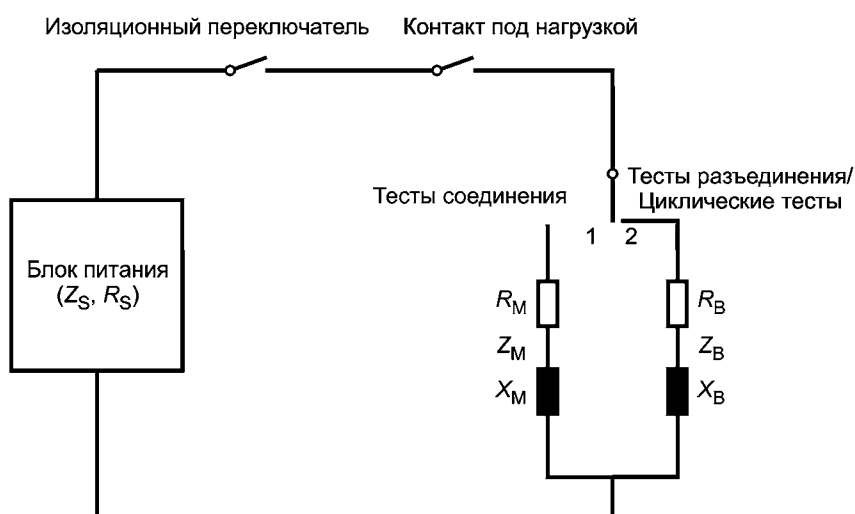 Изоляционный переключатель
Контакт под нагрузкой
Тесты соединения
Тесты разъединения/
Циклические тесты
1 2
Блок питания
(ZS, RS)
RM
RB
ZM
ZB
XM
XB